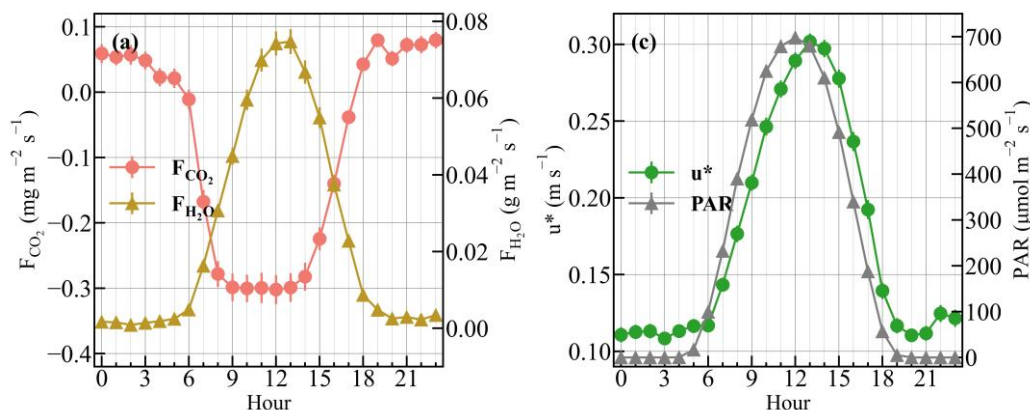 (a)
0.1
0.0
−0.1
−0.2
−0.3
−0.4
F_CO₂ (mg m⁻² s⁻¹)
F_CO₂
F_H₂O
0.08
0.06
0.04
0.02
0.00
F_H₂O (g m⁻² s⁻¹)
0 3 6 9 12 15 18 21
Hour
(c)
0.30
0.25
0.20
0.15
0.10
u* (m s⁻¹)
u*
PAR
700
600
500
400
300
200
100
0
PAR (umol m⁻² s⁻¹)
0 3 6 9 12 15 18 21
Hour